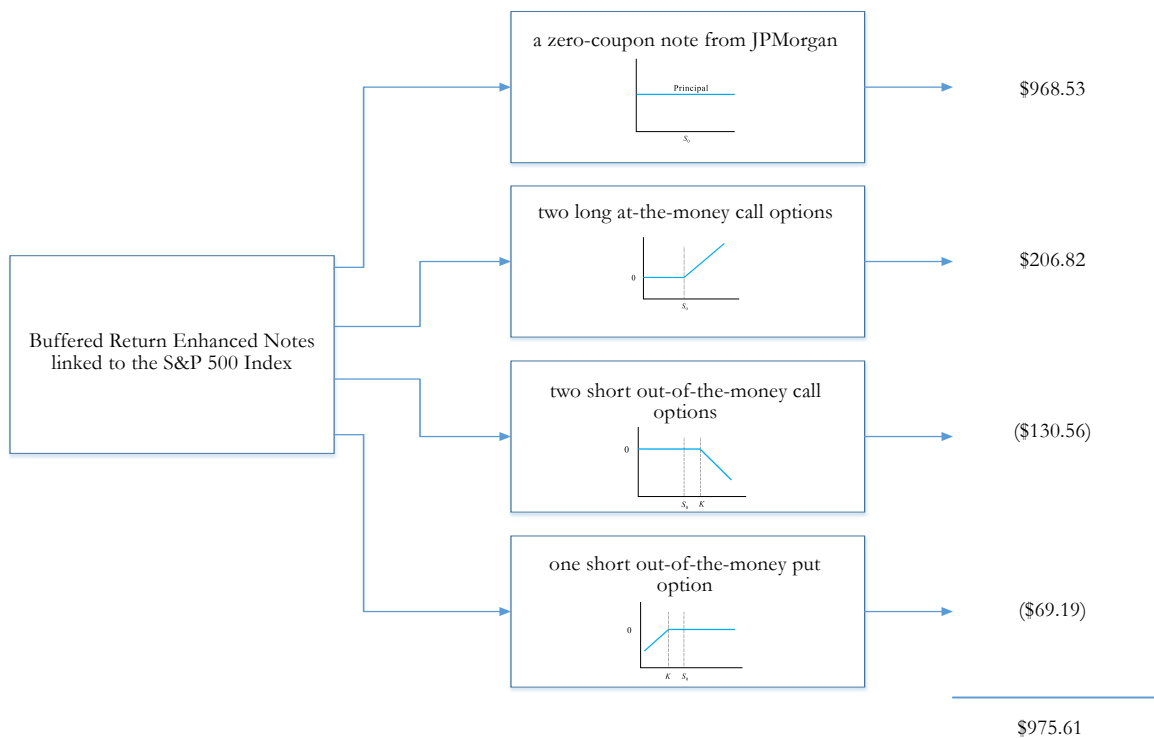 a zero-coupon note from JPMorgan
Principal
S₀
$968.53
two long at-the-money call options
0
S₀
$206.82
Buffered Return Enhanced Notes
linked to the S&P 500 Index
two short out-of-the-money call
options
0
S₀ K
($130.56)
one short out-of-the-money put
option
0
K S₀
($69.19)
$975.61